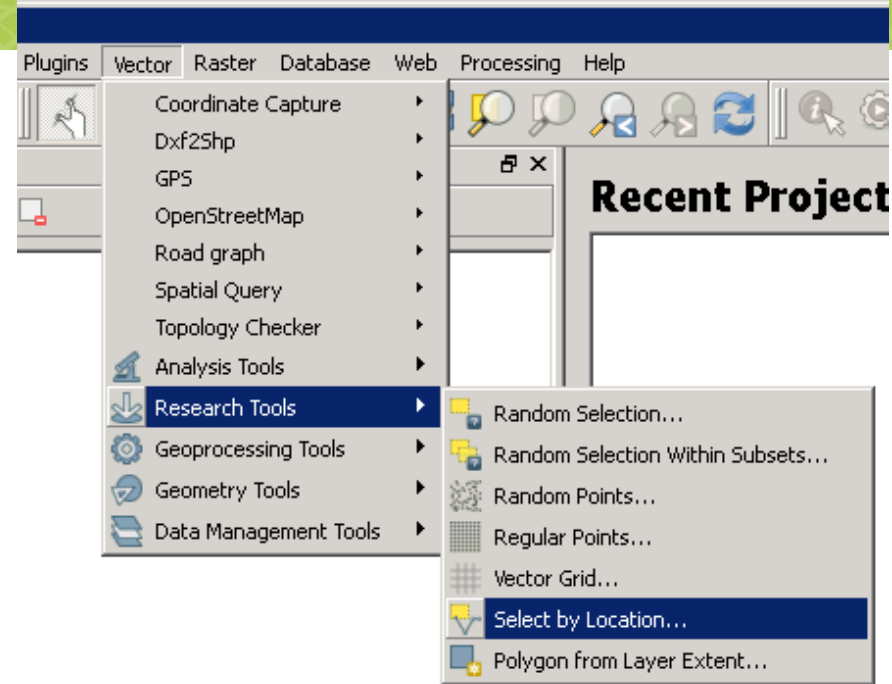 Plugins Vector Raster Database Web Processing Help
Recent Project
Coordinate Capture
Dxf2Shp
GPS
OpenStreetMap
Road graph
Spatial Query
Topology Checker
Analysis Tools
Research Tools
Geoprocessing Tools
Geometry Tools
Data Management Tools
Random Selection...
Random Selection Within Subsets...
Random Points...
Regular Points...
Vector Grid...
Select by Location...
Polygon from Layer Extent...